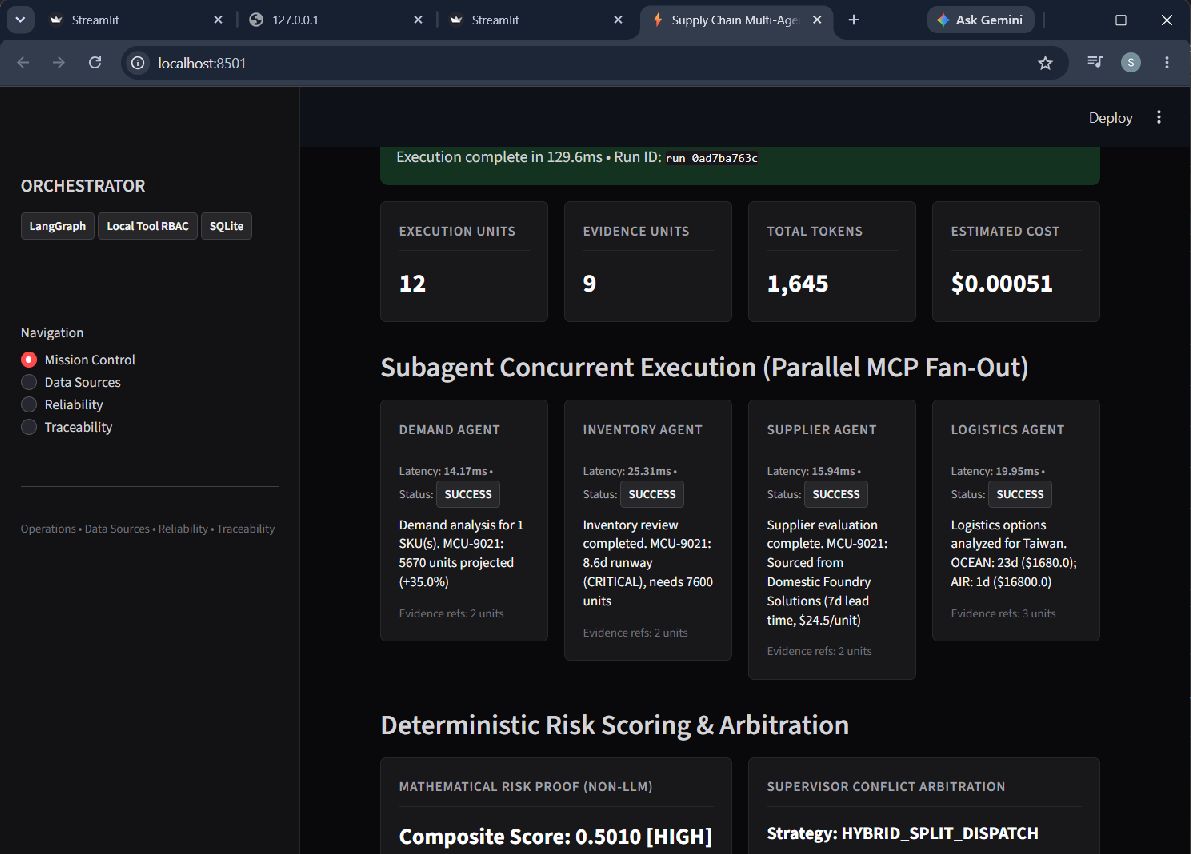 Streamlit
127.0.0.1
Streamlit
Supply Chain Multi-Age
Ask Gemini
localhost:8501
S
Deploy
ORCHESTRATOR
LangGraph Local Tool RBAC SQLite
Navigation
Mission Control
Data Sources
Reliability
Traceability
Operations • Data Sources • Reliability • Traceability
Execution complete in 129.6ms • Run ID: run_0ad7ba763c
EXECUTION UNITS
12
EVIDENCE UNITS
9
TOTAL TOKENS
1,645
ESTIMATED COST
$0.00051
Subagent Concurrent Execution (Parallel MCP Fan-Out)
DEMAND AGENT
Latency: 14.17ms •
Status: SUCCESS
Demand analysis for 1
SKU(s). MCU-9021:
5670 units projected
(+35.0%)
Evidence refs: 2 units
INVENTORY AGENT
Latency: 25.31ms •
Status: SUCCESS
Inventory review
completed. MCU-9021:
8.6d runway
(CRITICAL), needs 7600
units
Evidence refs: 2 units
SUPPLIER AGENT
Latency: 15.94ms •
Status: SUCCESS
Supplier evaluation
complete. MCU-9021:
Sourced from
Domestic Foundry
Solutions (7d lead
time, $24.5/unit)
Evidence refs: 2 units
LOGISTICS AGENT
Latency: 19.95ms •
Status: SUCCESS
Logistics options
analyzed for Taiwan.
OCEAN: 23d ($1680.0);
AIR: 1d ($16800.0)
Evidence refs: 3 units
Deterministic Risk Scoring & Arbitration
MATHEMATICAL RISK PROOF (NON-LLM)
Composite Score: 0.5010 [HIGH]
SUPERVISOR CONFLICT ARBITRATION
Strategy: HYBRID_SPLIT_DISPATCH